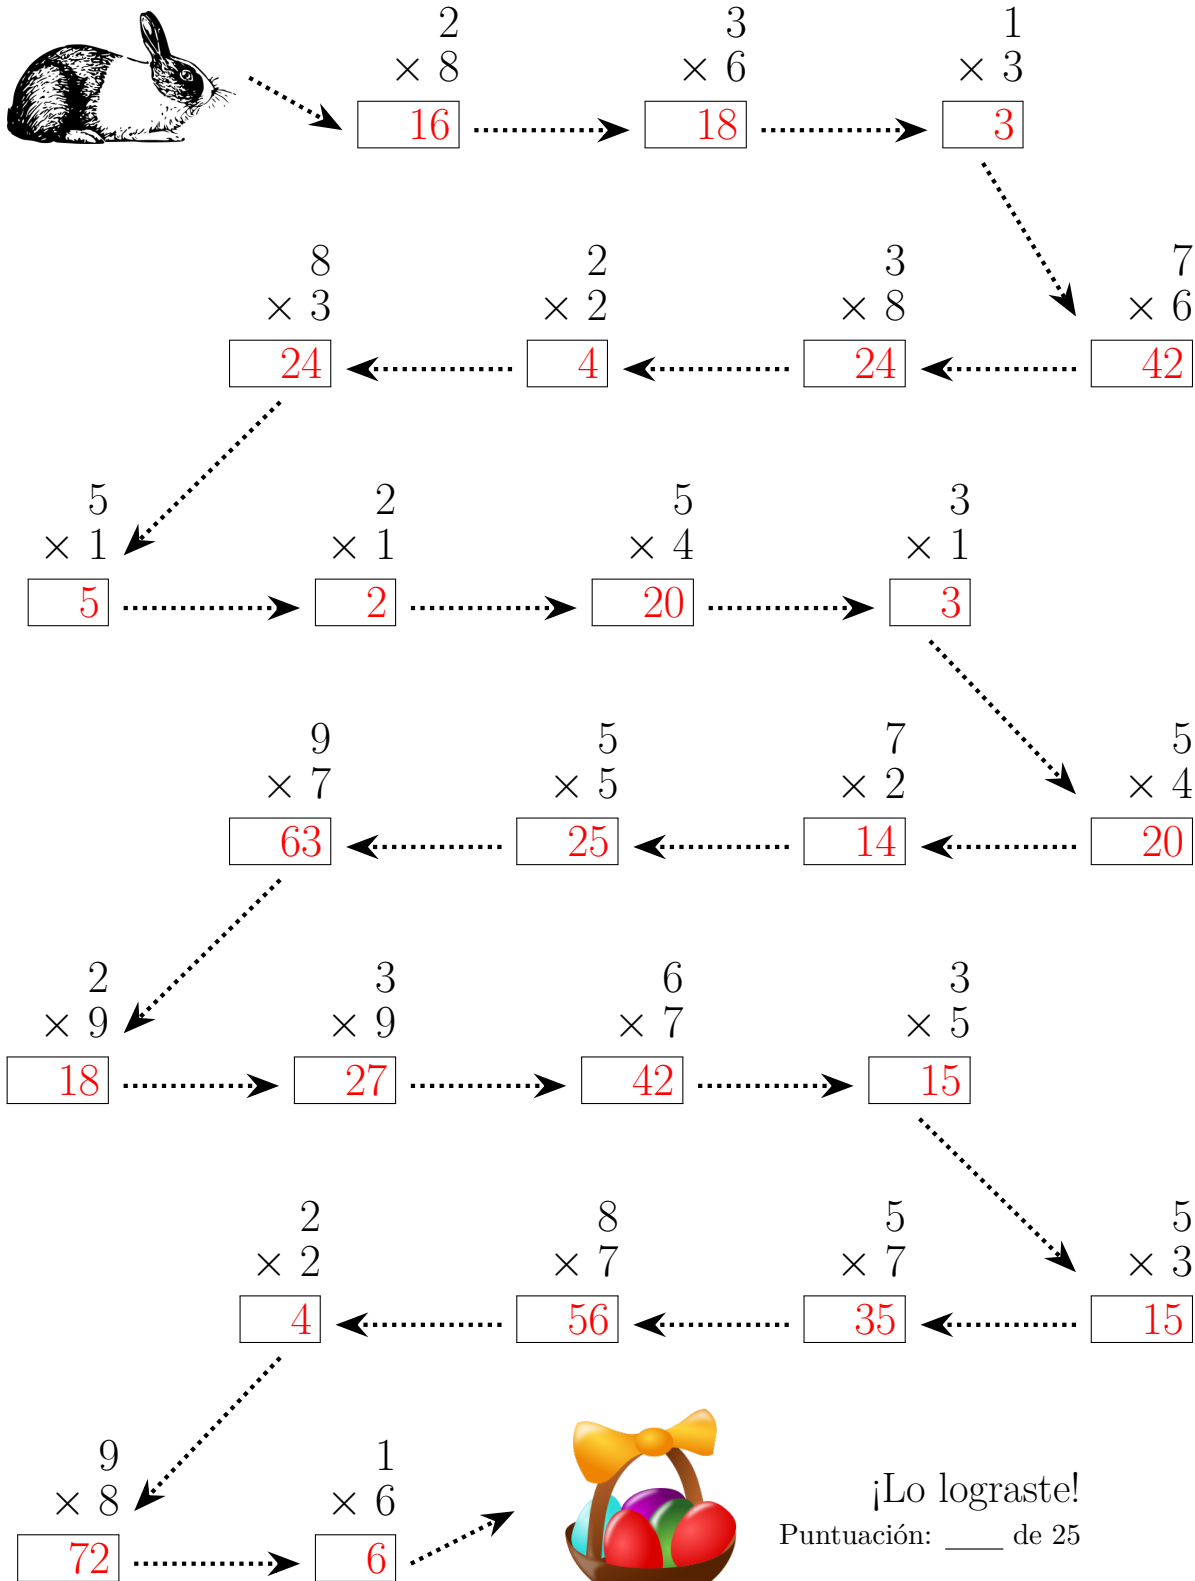 2 3 1
× 8 × 6 × 3
16 18 3
8 2 3 7
× 3 × 2 × 8 × 6
24 4 24 42
5 2 5 3
× 1 × 1 × 4 × 1
5 2 20 3
9 5 7 5
× 7 × 5 × 2 × 4
63 25 14 20
2 3 6 3
× 9 × 9 × 7 × 5
18 27 42 15
2 8 5 5
× 2 × 7 × 7 × 3
4 56 35 15
9 1
× 8 × 6
72 6
¡Lo lograste!
Puntuación: ____ de 25